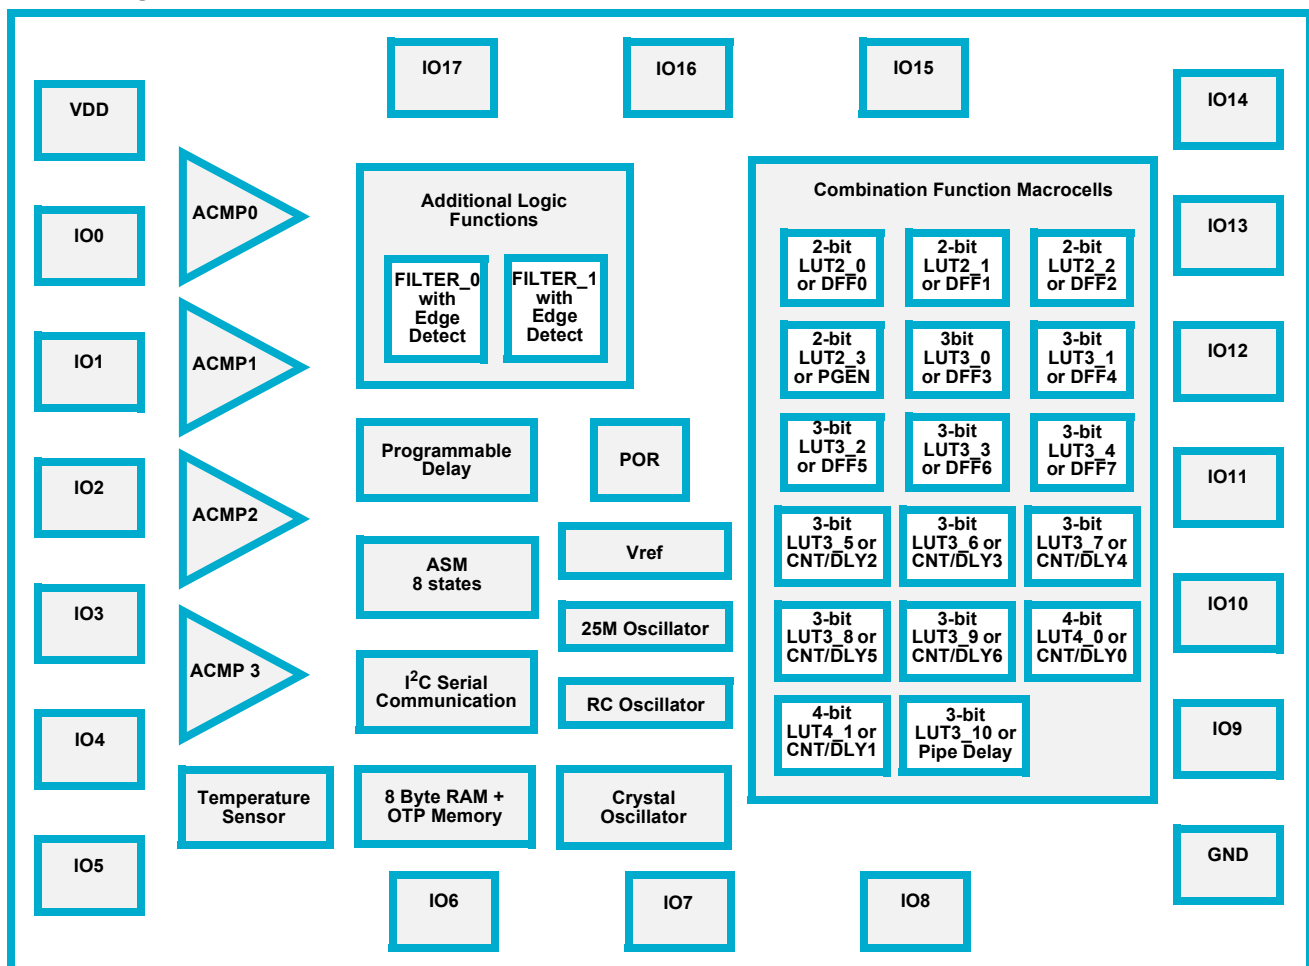 IO17
IO16
IO15
VDD
IO14
ACMP0
IO0
IO13
Additional Logic
Functions
FILTER_0
with
Edge
Detect
FILTER_1
with
Edge
Detect
Combination Function Macrocells
2-bit
LUT2_0
or DFF0
2-bit
LUT2_1
or DFF1
2-bit
LUT2_2
or DFF2
2-bit
LUT2_3
or PGEN
3bit
LUT3_0
or DFF3
3-bit
LUT3_1
or DFF4
3-bit
LUT3_2
or DFF5
3-bit
LUT3_3
or DFF6
3-bit
LUT3_4
or DFF7
3-bit
LUT3_5 or
CNT/DLY2
3-bit
LUT3_6 or
CNT/DLY3
3-bit
LUT3_7 or
CNT/DLY4
3-bit
LUT3_8 or
CNT/DLY5
3-bit
LUT3_9 or
CNT/DLY6
4-bit
LUT4_0 or
CNT/DLY0
4-bit
LUT4_1 or
CNT/DLY1
3-bit
LUT3_10 or
Pipe Delay
IO1
ACMP1
IO12
Programmable
Delay
POR
IO2
ACMP2
IO11
ASM
8 states
Vref
IO3
25M Oscillator
IO10
ACMP 3
I²C Serial
Communication
RC Oscillator
IO4
IO9
Temperature
Sensor
8 Byte RAM +
OTP Memory
Crystal
Oscillator
IO5
GND
IO6
IO7
IO8